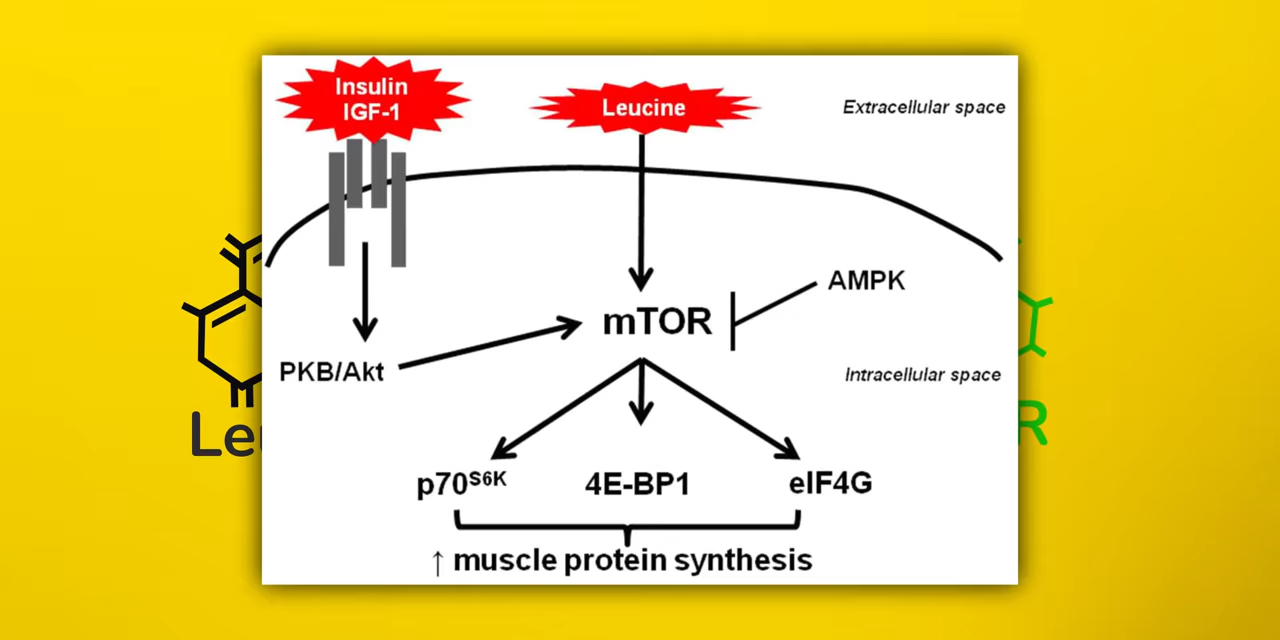 Insulin
IGF-1
Leucine
Extracellular space
AMPK
mTOR
PKB/Akt
Intracellular space
Le
R
p70S6K
4E-BP1
eIF4G
↑ muscle protein synthesis